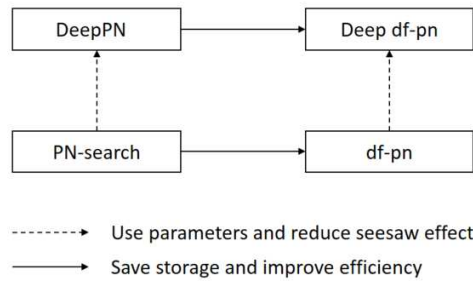 DeepPN
Deep df-pn
PN-search
df-pn
Use parameters and reduce seesaw effect
Save storage and improve efficiency